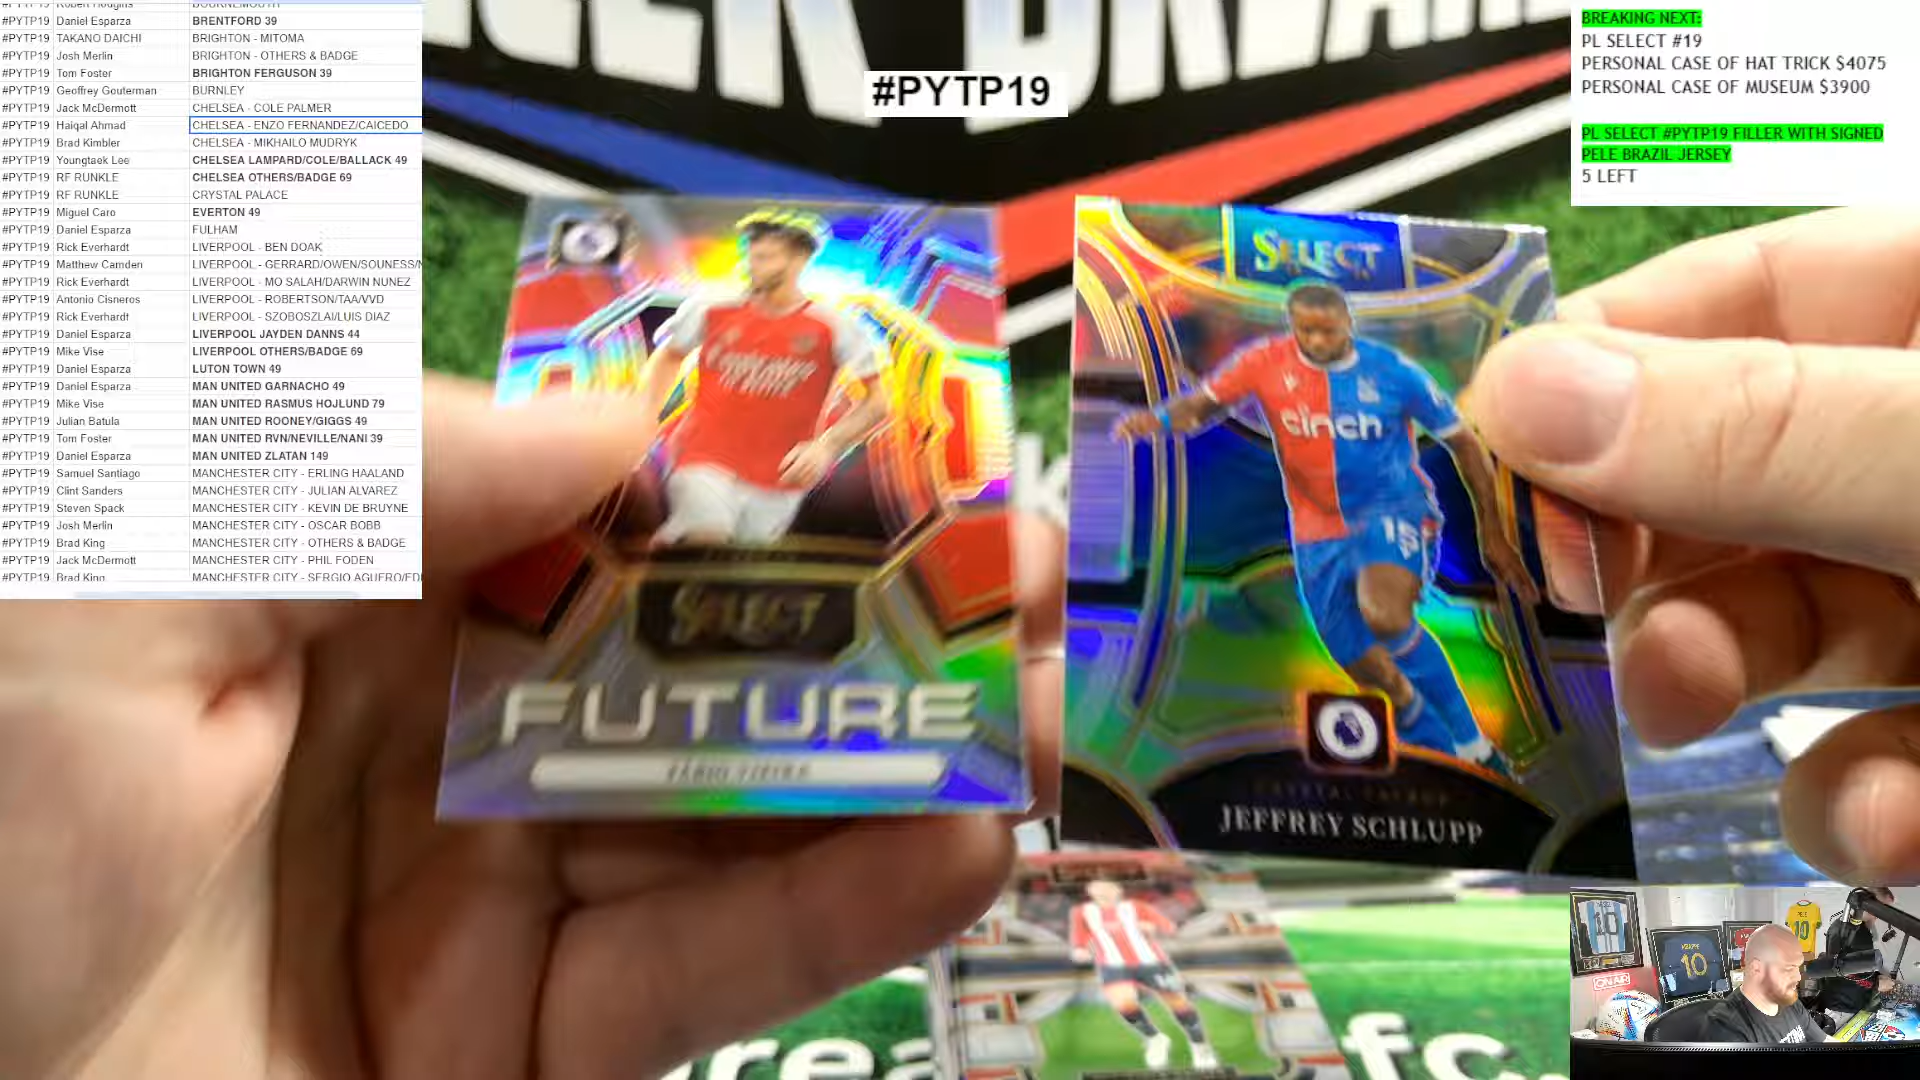 #PYTP19 Daniel Esparza BRENTFORD 39
#PYTP19 TAKANO DAICHI BRIGHTON - MITOMA
#PYTP19 Josh Merlin BRIGHTON - OTHERS & BADGE
#PYTP19 Tom Foster BRIGHTON FERGUSON 39
#PYTP19 Geoffrey Gouterman BURNLEY
#PYTP19 Jack McDermott CHELSEA - COLE PALMER
#PYTP19 Haiqal Ahmad CHELSEA - ENZO FERNANDEZ/CAICEDO
#PYTP19 Brad Kimbler CHELSEA - MIKHAILO MUDRYK
#PYTP19 Youngtaek Lee CHELSEA LAMPARD/COLE/BALLACK 49
#PYTP19 RF RUNKLE CHELSEA OTHERS/BADGE 69
#PYTP19 RF RUNKLE CRYSTAL PALACE
#PYTP19 Miguel Caro EVERTON 49
#PYTP19 Daniel Esparza FULHAM
#PYTP19 Rick Everhardt LIVERPOOL - BEN DOAK
#PYTP19 Matthew Camden LIVERPOOL - GERRARD/OWEN/SOUNESS/
#PYTP19 Rick Everhardt LIVERPOOL - MO SALAH/DARWIN NUNEZ
#PYTP19 Antonio Cisneros LIVERPOOL - ROBERTSON/TAA/VVD
#PYTP19 Rick Everhardt LIVERPOOL - SZOBOSZLAI/LUIS DIAZ
#PYTP19 Daniel Esparza LIVERPOOL JAYDEN DANNS 44
#PYTP19 Mike Vise LIVERPOOL OTHERS/BADGE 69
#PYTP19 Daniel Esparza LUTON TOWN 49
#PYTP19 Daniel Esparza MAN UNITED GARNACHO 49
#PYTP19 Mike Vise MAN UNITED RASMUS HOJLUND 79
#PYTP19 Julian Batula MAN UNITED ROONEY/GIGGS 49
#PYTP19 Tom Foster MAN UNITED RVN/NEVILLE/NANI 39
#PYTP19 Daniel Esparza MAN UNITED ZLATAN 149
#PYTP19 Samuel Santiago MANCHESTER CITY - ERLING HAALAND
#PYTP19 Clint Sanders MANCHESTER CITY - JULIAN ALVAREZ
#PYTP19 Steven Spack MANCHESTER CITY - KEVIN DE BRUYNE
#PYTP19 Josh Merlin MANCHESTER CITY - OSCAR BOBB
#PYTP19 Brad King MANCHESTER CITY - OTHERS & BADGE
#PYTP19 Jack McDermott MANCHESTER CITY - PHIL FODEN
#PYTP19 Brad King MANCHESTER CITY - SERGIO AGUERO/
#PYTP19
BREAKING NEXT:
PL SELECT #19
PERSONAL CASE OF HAT TRICK $4075
PERSONAL CASE OF MUSEUM $3900
PL SELECT #PYTP19 FILLER WITH SIGNED
PELE BRAZIL JERSEY
5 LEFT
SELECT
FUTURE
SELECT
cinch
15
CRYSTAL PALACE
JEFFREY SCHLUPP
fc.
10
10
10
ON AIR